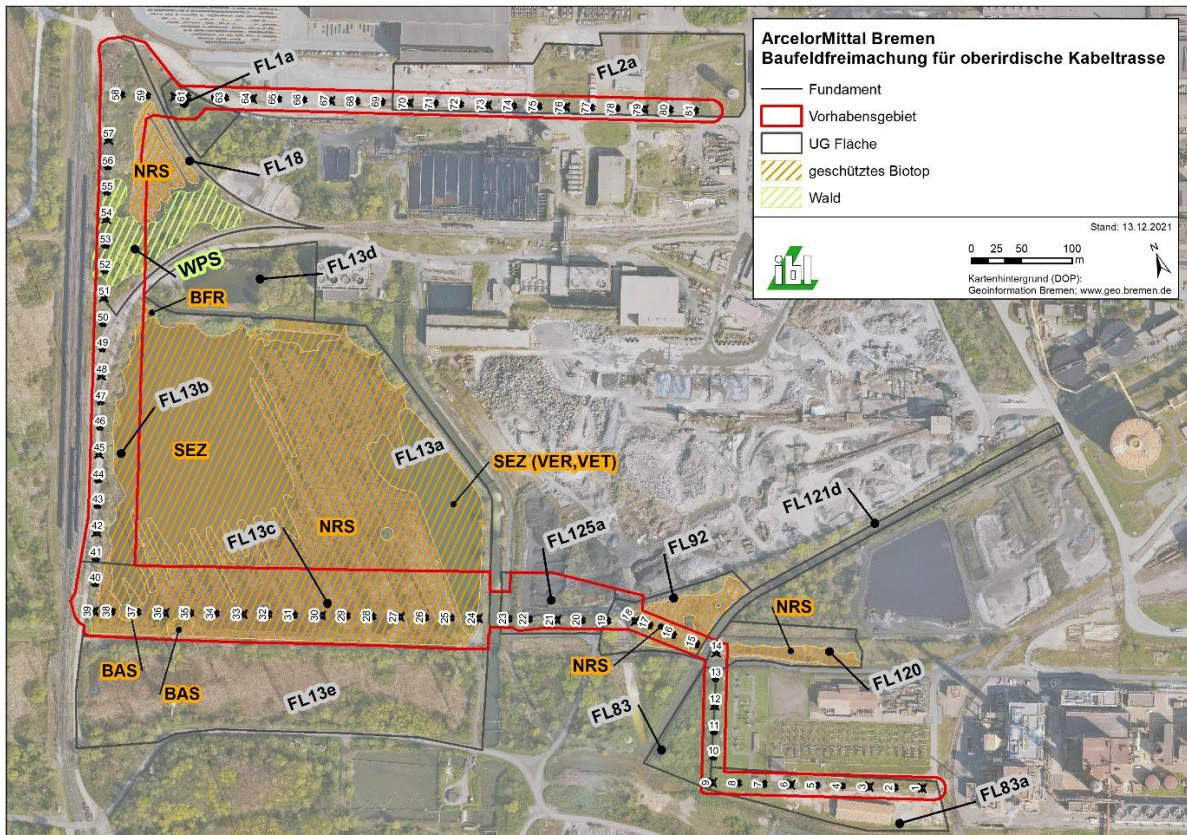 ArcelorMittal Bremen
Baufeldfreimachung für oberirdische Kabeltrasse
Fundament
Vorhabensgebiet
UG Fläche
geschütztes Biotop
Wald
Stand: 13.12.2021
0 25 50 100
m
N
Kartenhintergrund (DOP):
Geoinformation Bremen; www.geo.bremen.de
FL1a
FL2a
58 59 61 63 64 65 66 67 68 69 70 71 72 73 74 75 76 77 78 79 80 81
57
56
55
54
53
52
51
50
49
48
47
46
45
44
43
42
41
40
NRS
FL18
WPS
FL13d
BFR
FL13b
SEZ
FL13a
SEZ (VER,VET)
NRS
FL13c
FL125a
FL92
FL121d
39 38 37 36 35 34 33 32 31 30 29 28 27 26 25 24 23 22 21 20 19 18 17 16 15 14
NRS
BAS
BAS
NRS
FL120
FL13e
FL83
13
12
11
10
9 8 7 6 5 4 3 2 1
FL83a